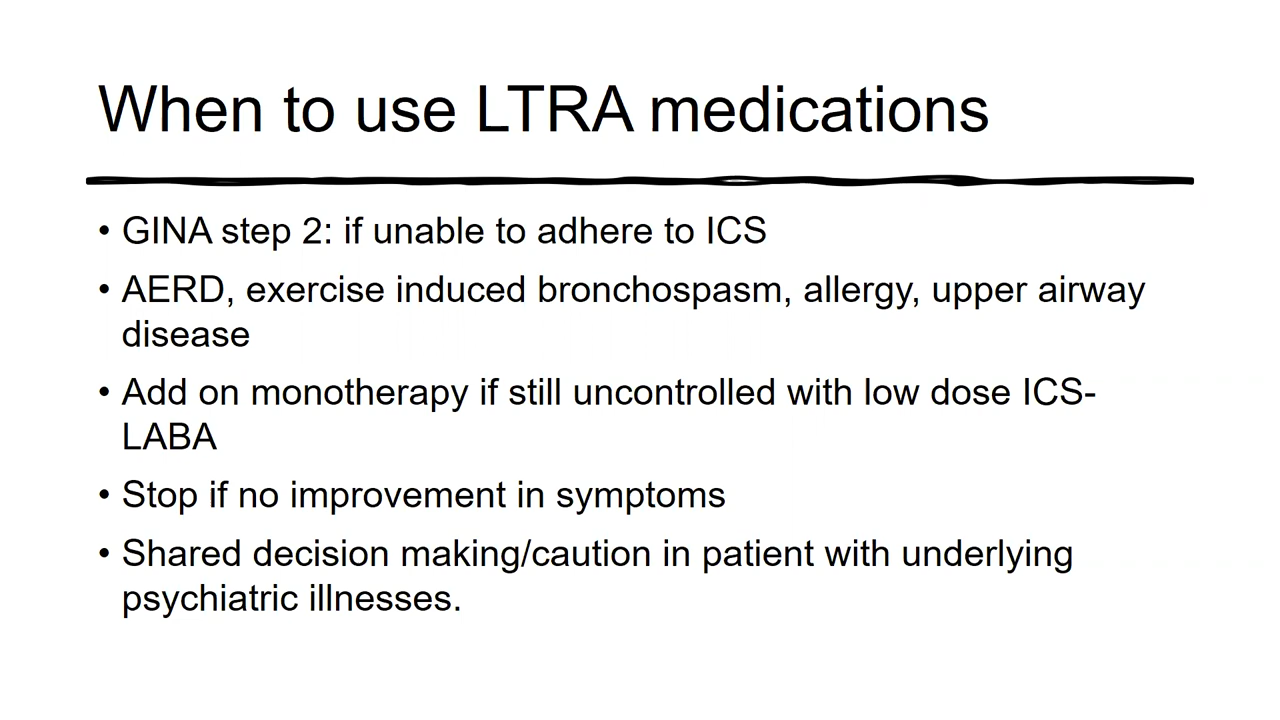 When to use LTRA medications
• GINA step 2: if unable to adhere to ICS
• AERD, exercise induced bronchospasm, allergy, upper airway
disease
• Add on monotherapy if still uncontrolled with low dose ICS-
LABA
• Stop if no improvement in symptoms
• Shared decision making/caution in patient with underlying
psychiatric illnesses.